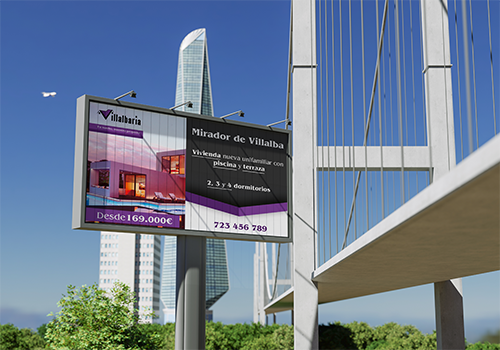 Villalbaria
Mirador de Villalba
Vivienda nueva unifamiliar con
piscina y terraza
2, 3 y 4 dormitorios
Desde 169.000€
723 456 789